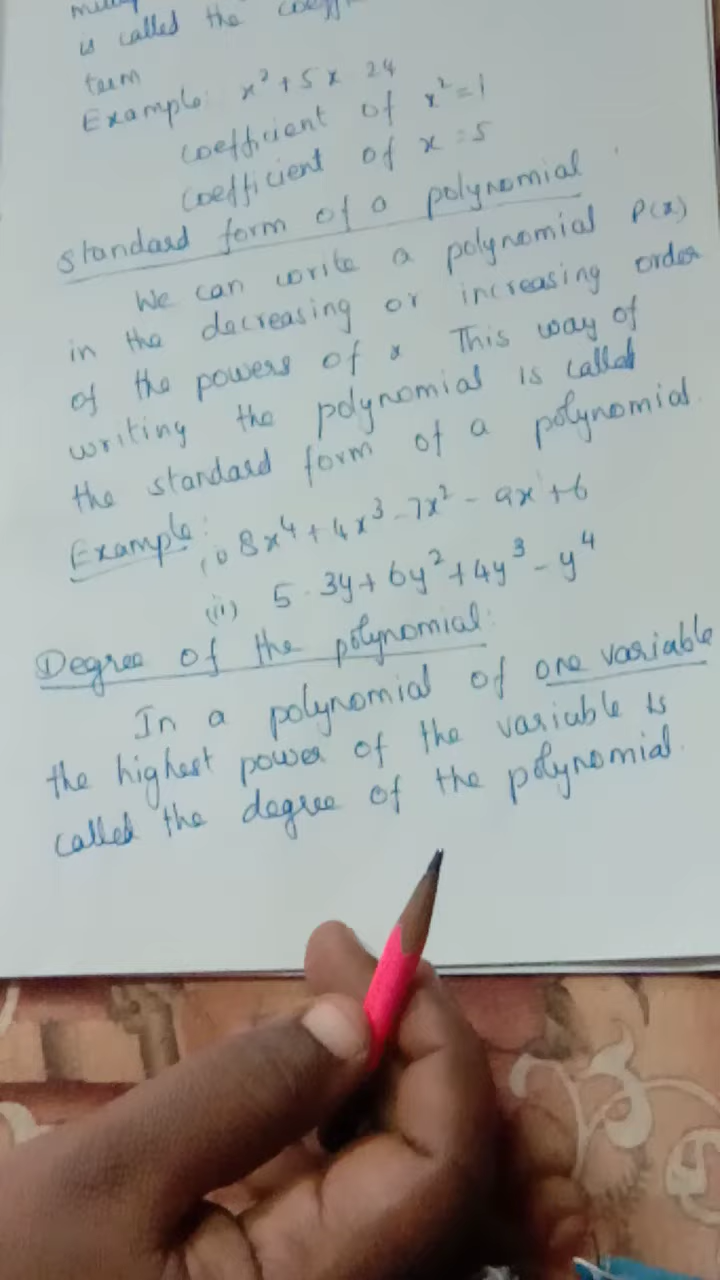 is called the
term
Example: x² + 5x 24
coefficient of x² = 1
coefficient of x = 5
standard form of a polynomial
We can write a polynomial P(x)
in the decreasing or increasing order
of the powers of x This way of
writing the polynomial is called
the standard form of a polynomial.
Example: (i) 8x⁴ + 4x³ - 7x² - 9x + 6
(ii) 5 - 3y + 6y² + 4y³ - y⁴
Degree of the polynomial:
In a polynomial of one variable
the highest power of the variable is
called the degree of the polynomial.